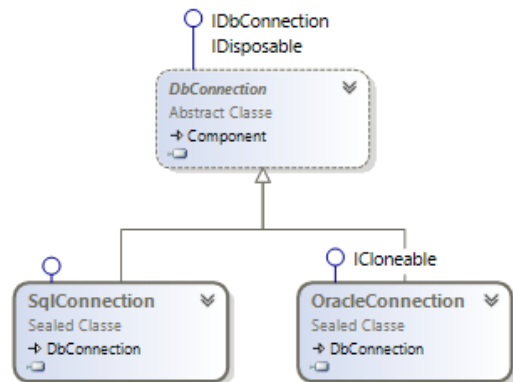 IDbConnection
IDisposable
DbConnection
Abstract Classe
Component
SqlConnection
Sealed Classe
DbConnection
ICloneable
OracleConnection
Sealed Classe
DbConnection